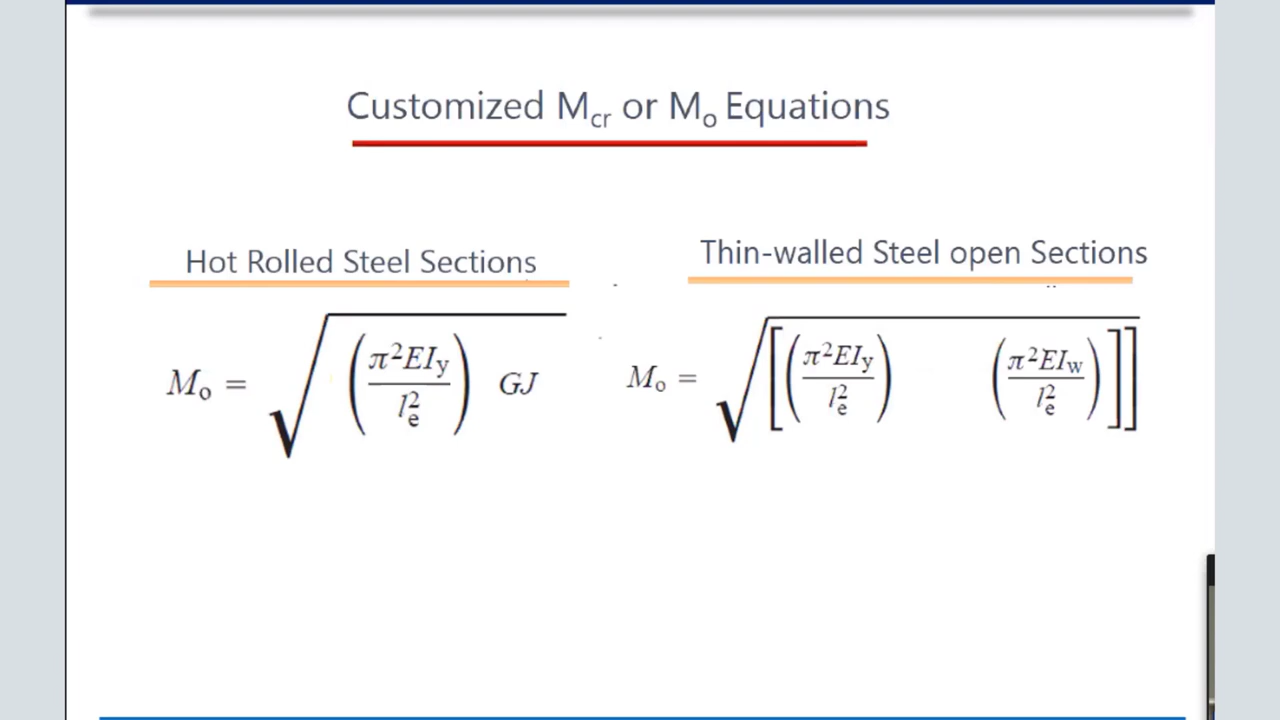 Customized Mcr or Mo Equations
Hot Rolled Steel Sections
Thin-walled Steel open Sections
Mo = √(π²EIy / le²) GJ
Mo = √[(π²EIy / le²) (π²EIw / le²)]]